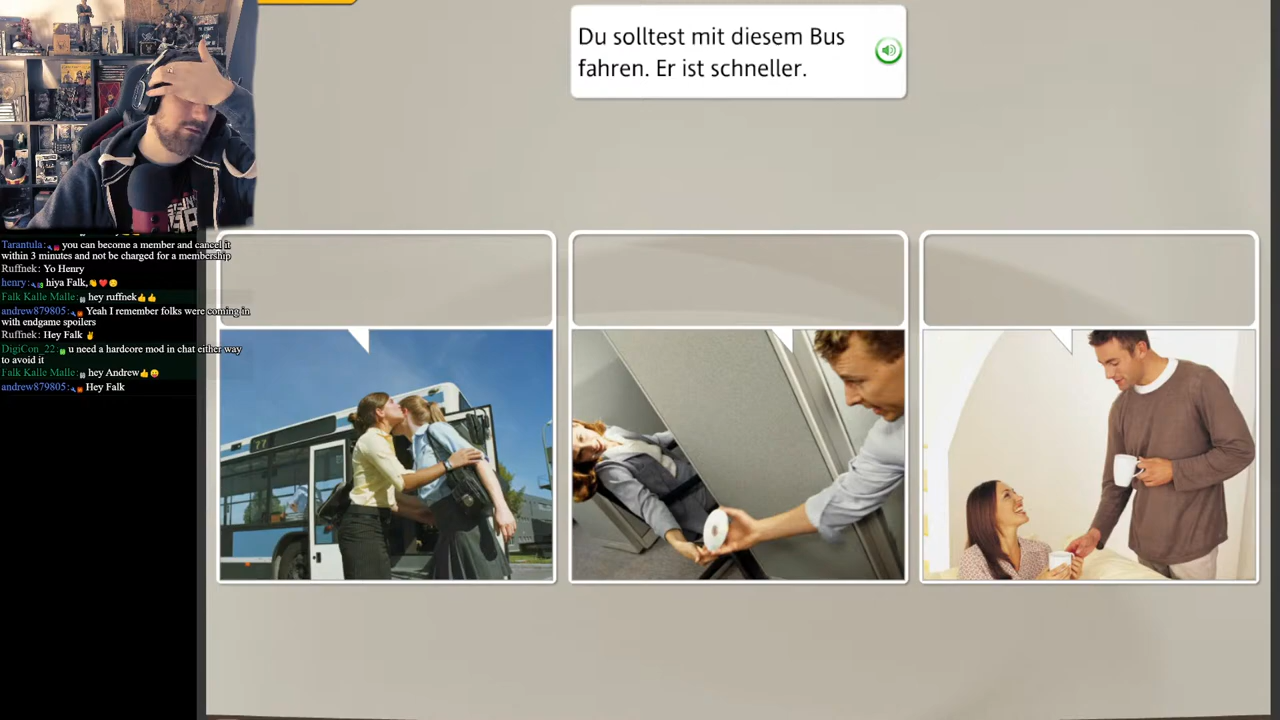 Du solltest mit diesem Bus
fahren. Er ist schneller.
Tarantula: you can become a member and cancel it
within 3 minutes and not be charged for a membership
Ruffnek: Yo Henry
henry: hiya Falk,👏❤️😊
Falk Kalle Malle: hey ruffnek👍👍
andrew879805: Yeah I remember folks were coming in
with endgame spoilers
Ruffnek: Hey Falk ✌️
DigiCon_22: u need a hardcore mod in chat either way
to avoid it
Falk Kalle Malle: hey Andrew👍😀
andrew879805: Hey Falk
77